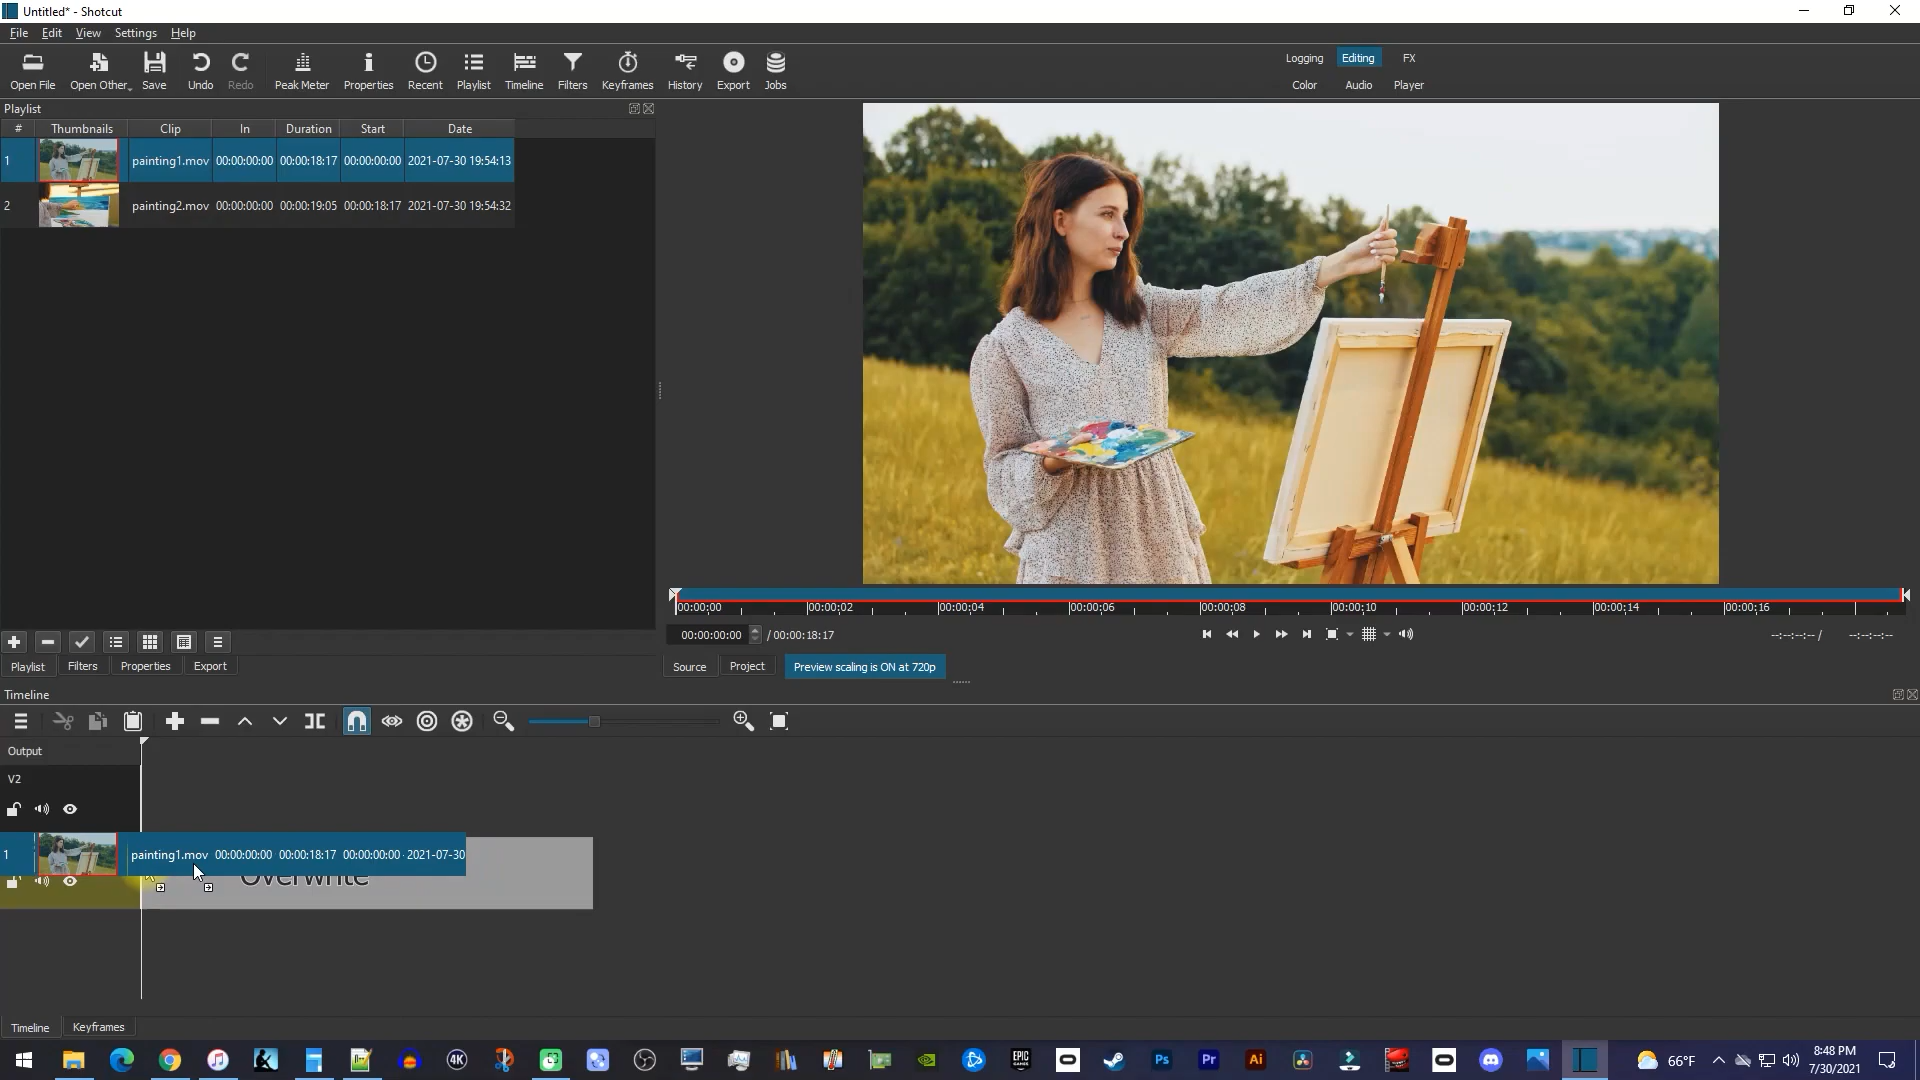 Untitled* - Shotcut
File Edit View Settings Help
Open File Open Other Save Undo Redo Peak Meter Properties Recent Playlist Timeline Filters Keyframes History Export Jobs
Logging Editing FX
Color Audio Player
Playlist
# Thumbnails Clip In Duration Start Date
1 painting1.mov 00:00:00:00 00:00:18:17 00:00:00:00 2021-07-30 19:54:13
2 painting2.mov 00:00:00:00 00:00:19:05 00:00:18:17 2021-07-30 19:54:32
00:00:00 00:00:02 00:00:04 00:00:06 00:00:08 00:00:10 00:00:12 00:00:14 00:00:16
00:00:00:00 / 00:00:18:17 --:--:--:-- / --:--:--:--
Playlist Filters Properties Export
Source Project Preview scaling is ON at 720p
Timeline
Output
V2
1 painting1.mov 00:00:00:00 00:00:18:17 00:00:00:00 2021-07-30
Overwrite
Timeline Keyframes
4K EPIC GAMES Ps Pr Ai 66°F 8:48 PM
7/30/2021